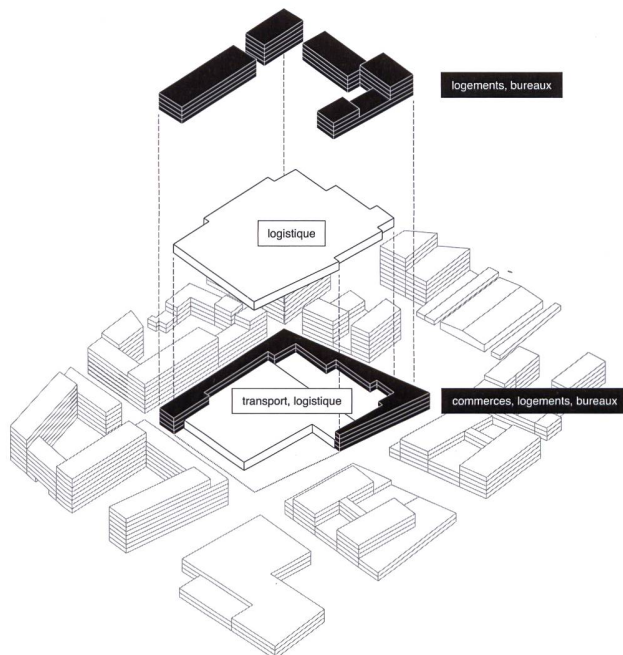 logements, bureaux
logistique
transport, logistique
commerces, logements, bureaux